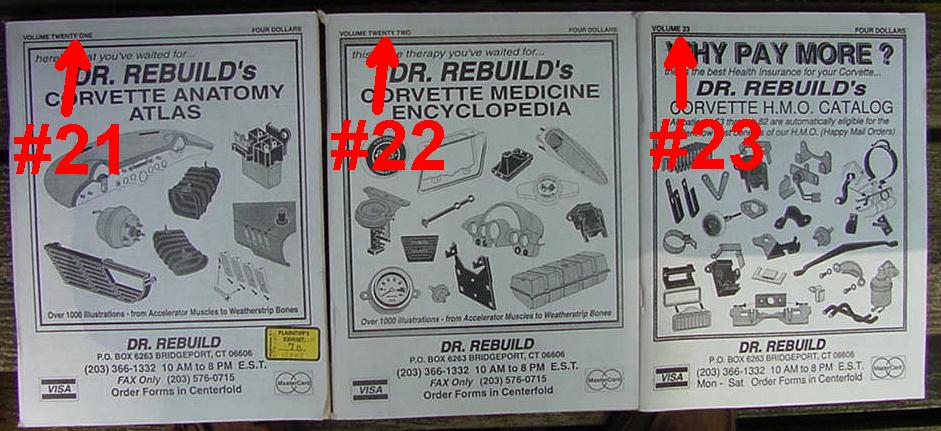 VOLUME TWENTY ONE
FOUR DOLLARS
you've waited for...
DR. REBUILD's
CORVETTE ANATOMY
ATLAS
#21
Over 1000 illustrations - from Accelerator Muscles to Weatherstrip Bones
PLAINTIFF'S
EXHIBIT
DR. REBUILD
P.O. BOX 6263 BRIDGEPORT, CT 06606
(203) 366-1332 10 AM to 8 PM E.S.T.
FAX Only (203) 576-0715
Order Forms in Centerfold
VISA
MasterCard
VOLUME TWENTY TWO
FOUR DOLLARS
therapy you've waited for...
DR. REBUILD's
CORVETTE MEDICINE
ENCYCLOPEDIA
#22
Over 1000 illustrations - from Accelerator Muscles to Weatherstrip Bones
DR. REBUILD
P.O. BOX 6263 BRIDGEPORT, CT 06606
(203) 366-1332 10 AM to 8 PM E.S.T.
FAX Only (203) 576-0715
Order Forms in Centerfold
VISA
MasterCard
VOLUME 23
FOUR DOLLARS
WHY PAY MORE ?
the best Health Insurance for your Corvette...
DR. REBUILD's
CORVETTE H.M.O. CATALOG
82 are automatically eligible for the
of our H.M.O. (Happy Mail Orders)
#23
DR. REBUILD
P.O. BOX 6263 BRIDGEPORT, CT 06606
(203) 366-1332 10 AM to 8 PM E.S.T.
Mon - Sat Order Forms in Centerfold
VISA
MasterCard